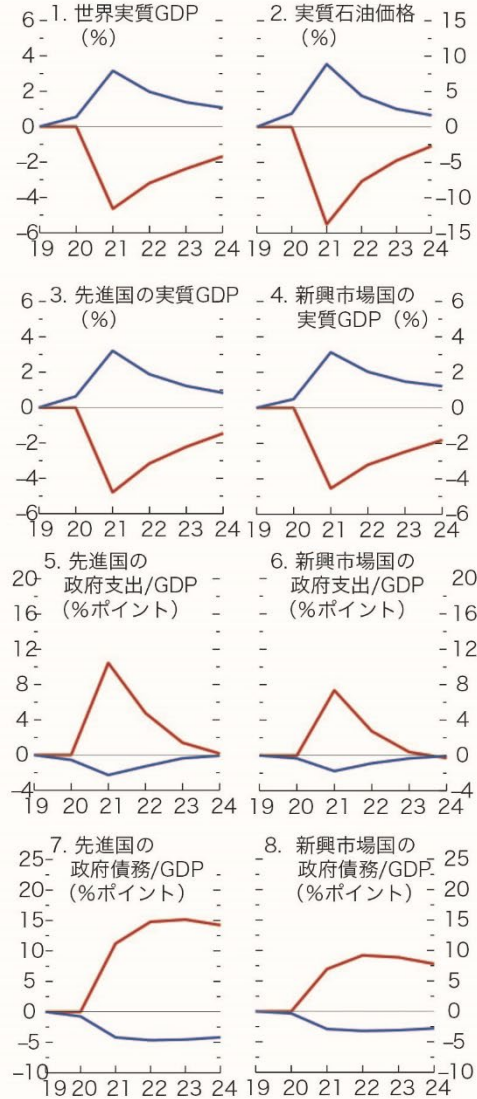 1. 世界実質GDP
（%）
6
4
2
0
−2
−4
−6
19 20 21 22 23 24
2. 実質石油価格
（%）
15
10
5
0
−5
−10
−15
19 20 21 22 23 24
3. 先進国の実質GDP
（%）
6
4
2
0
−2
−4
−6
19 20 21 22 23 24
4. 新興市場国の
実質GDP（%）
6
4
2
0
−2
−4
−6
19 20 21 22 23 24
5. 先進国の
政府支出/GDP
（%ポイント）
20
16
12
8
4
0
−4
19 20 21 22 23 24
6. 新興市場国の
政府支出/GDP
（%ポイント）
20
16
12
8
4
0
−4
19 20 21 22 23 24
7. 先進国の
政府債務/GDP
（%ポイント）
25
20
15
10
5
0
−5
−10
19 20 21 22 23 24
8. 新興市場国の
政府債務/GDP
（%ポイント）
25
20
15
10
5
0
−5
−10
19 20 21 22 23 24